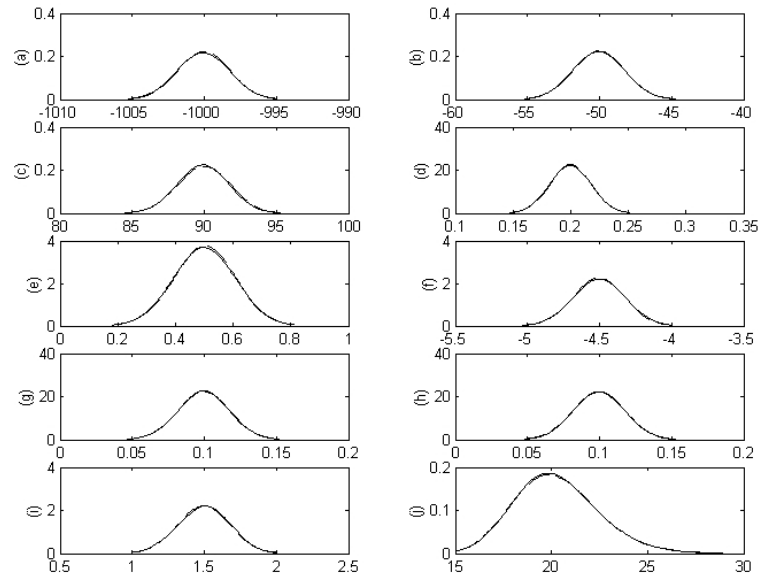 (a)
0.4
0.2
0
-1010 -1005 -1000 -995 -990
(b)
0.4
0.2
0
-60 -55 -50 -45 -40
(c)
0.4
0.2
0
80 85 90 95 100
(d)
40
20
0
0.1 0.15 0.2 0.25 0.3 0.35
(e)
4
2
0
0 0.2 0.4 0.6 0.8 1
(f)
4
2
0
-5.5 -5 -4.5 -4 -3.5
(g)
40
20
0
0 0.05 0.1 0.15 0.2
(h)
40
20
0
0 0.05 0.1 0.15 0.2
(i)
4
2
0
0.5 1 1.5 2 2.5
(j)
0.2
0.1
0
15 20 25 30